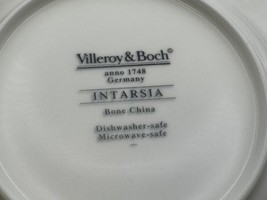 Villeroy & Boch®
anno 1748
Germany
INTARSIA
Bone China
Dishwasher-safe
Microwave-safe